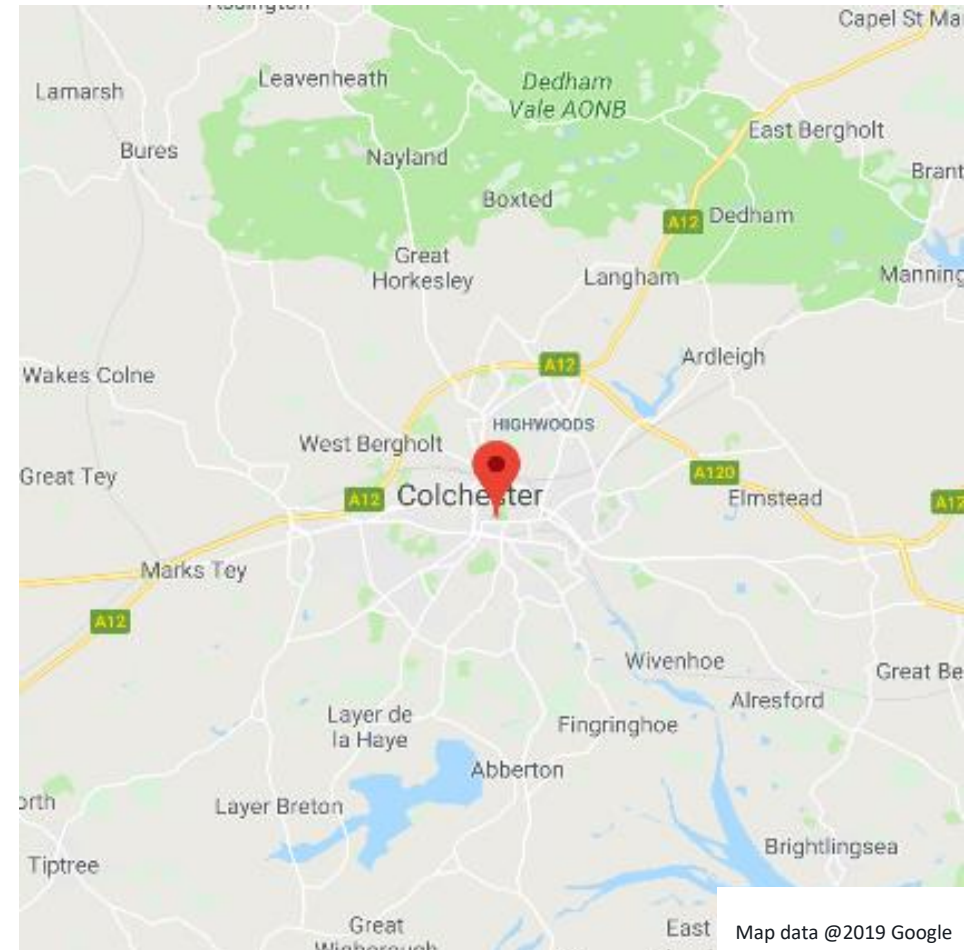 Capel St Ma
Leavenheath
Dedham
Vale AONB
Lamarsh
East Bergholt
Bures
Nayland
Brant
Boxted
A12
Dedham
Great
Horkesley
Langham
Manning
Ardleigh
A12
Wakes Colne
HIGHWOODS
West Bergholt
Great Tey
A120
A12
Colchester
Elmstead
A12
Marks Tey
A12
Wivenhoe
Great Be
Alresford
Layer de
la Haye
Fingringhoe
Abberton
orth
Layer Breton
Brightlingsea
Tiptree
Great
East
Map data @2019 Google